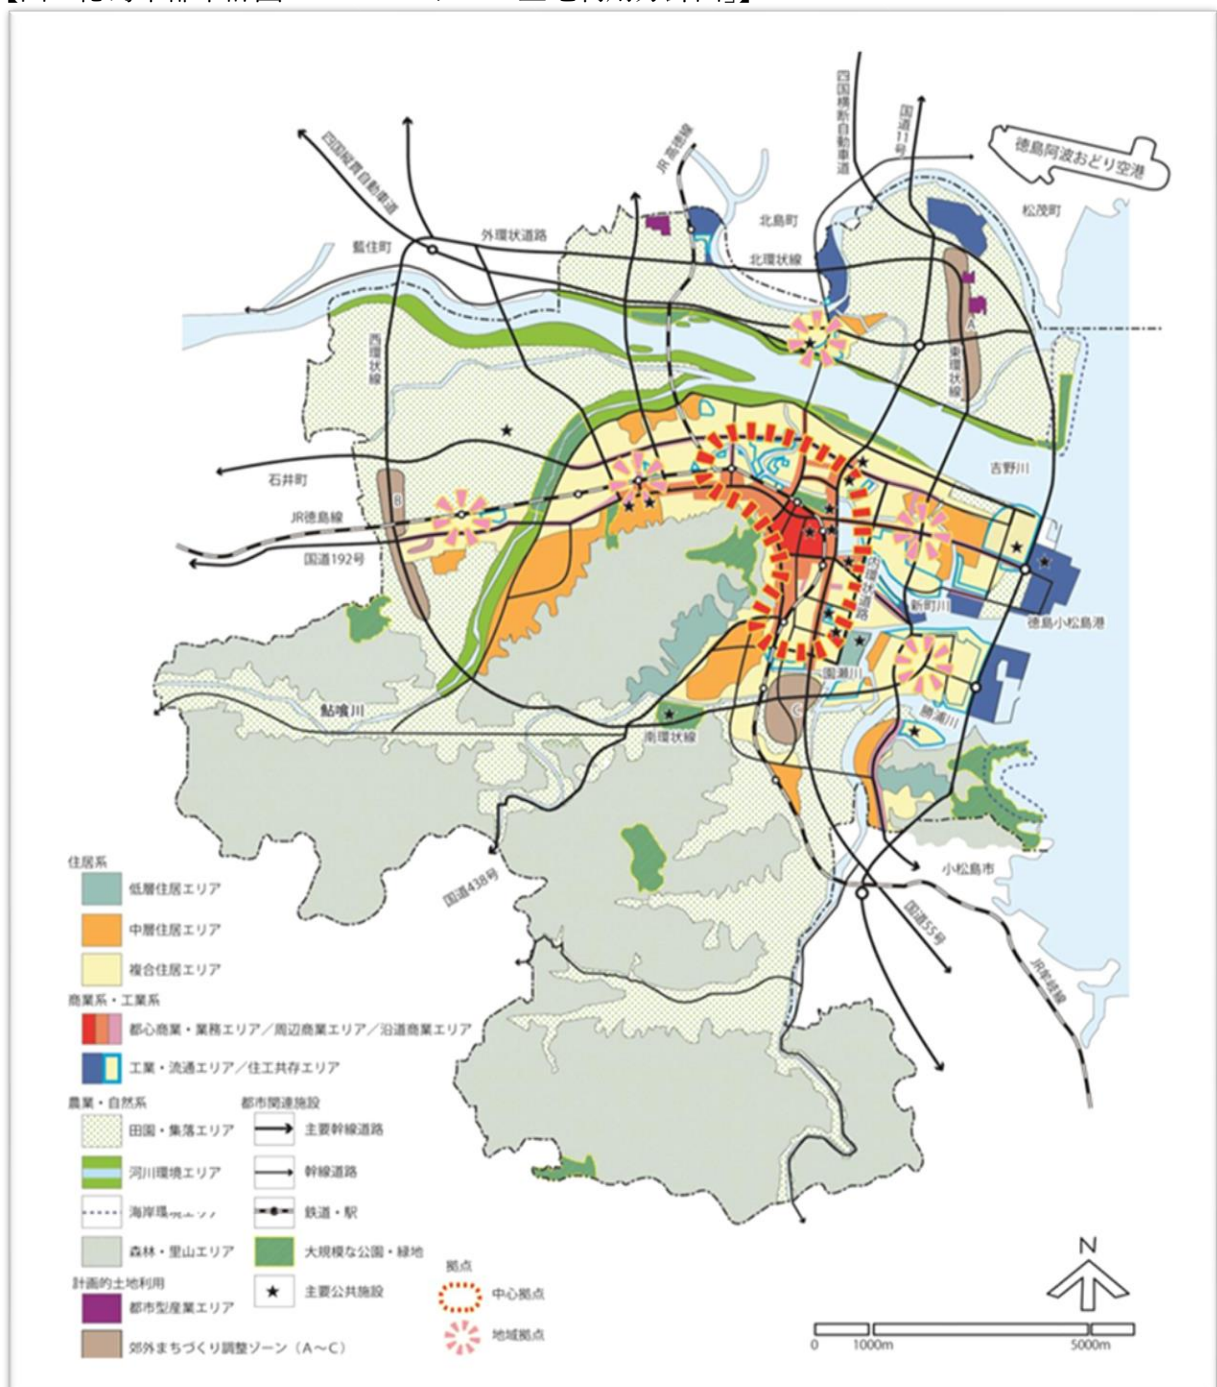 四国横断自動車道
国道11号
徳島阿波おどり空港
JR高徳線
四国縦貫自動車道
松茂町
北島町
外環状道路
藍住町
北環状線
西環状線
A
東環状線
吉野川
石井町
B
JR徳島線
国道192号
内環状道路
新町川
徳島小松島港
園瀬川
鮎喰川
C
勝浦川
南環状線
小松島市
国道438号
国道55号
JR牟岐線
住居系
低層住居エリア
中層住居エリア
複合住居エリア
商業系・工業系
都心商業・業務エリア／周辺商業エリア／沿道商業エリア
工業・流通エリア／住工共存エリア
農業・自然系
田園・集落エリア
河川環境エリア
海岸環境エリア
森林・里山エリア
計画的土地利用
都市型産業エリア
郊外まちづくり調整ゾーン（A～C）
都市関連施設
主要幹線道路
幹線道路
鉄道・駅
大規模な公園・緑地
主要公共施設
拠点
中心拠点
地域拠点
N
0 1000m 5000m